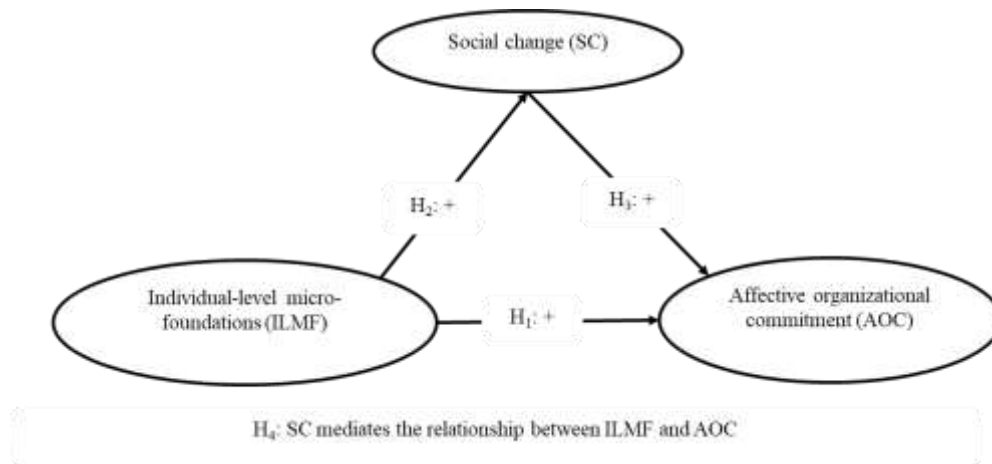 Social change (SC)
H₂: +
H₃: +
Individual-level micro-
foundations (ILMF)
H₁: +
Affective organizational
commitment (AOC)
H₄: SC mediates the relationship between ILMF and AOC